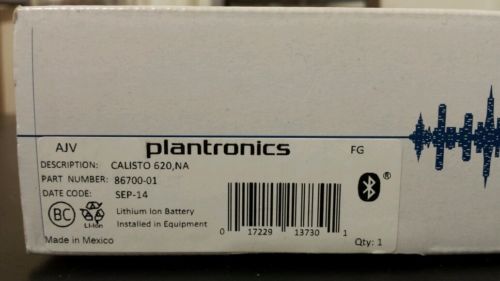 AJV plantronics FG
DESCRIPTION: CALISTO 620,NA
PART NUMBER: 86700-01
DATE CODE: SEP-14
BC Li-Ion Lithium Ion Battery
Installed in Equipment
0 17229 13730 1
Made in Mexico Qty: 1
®